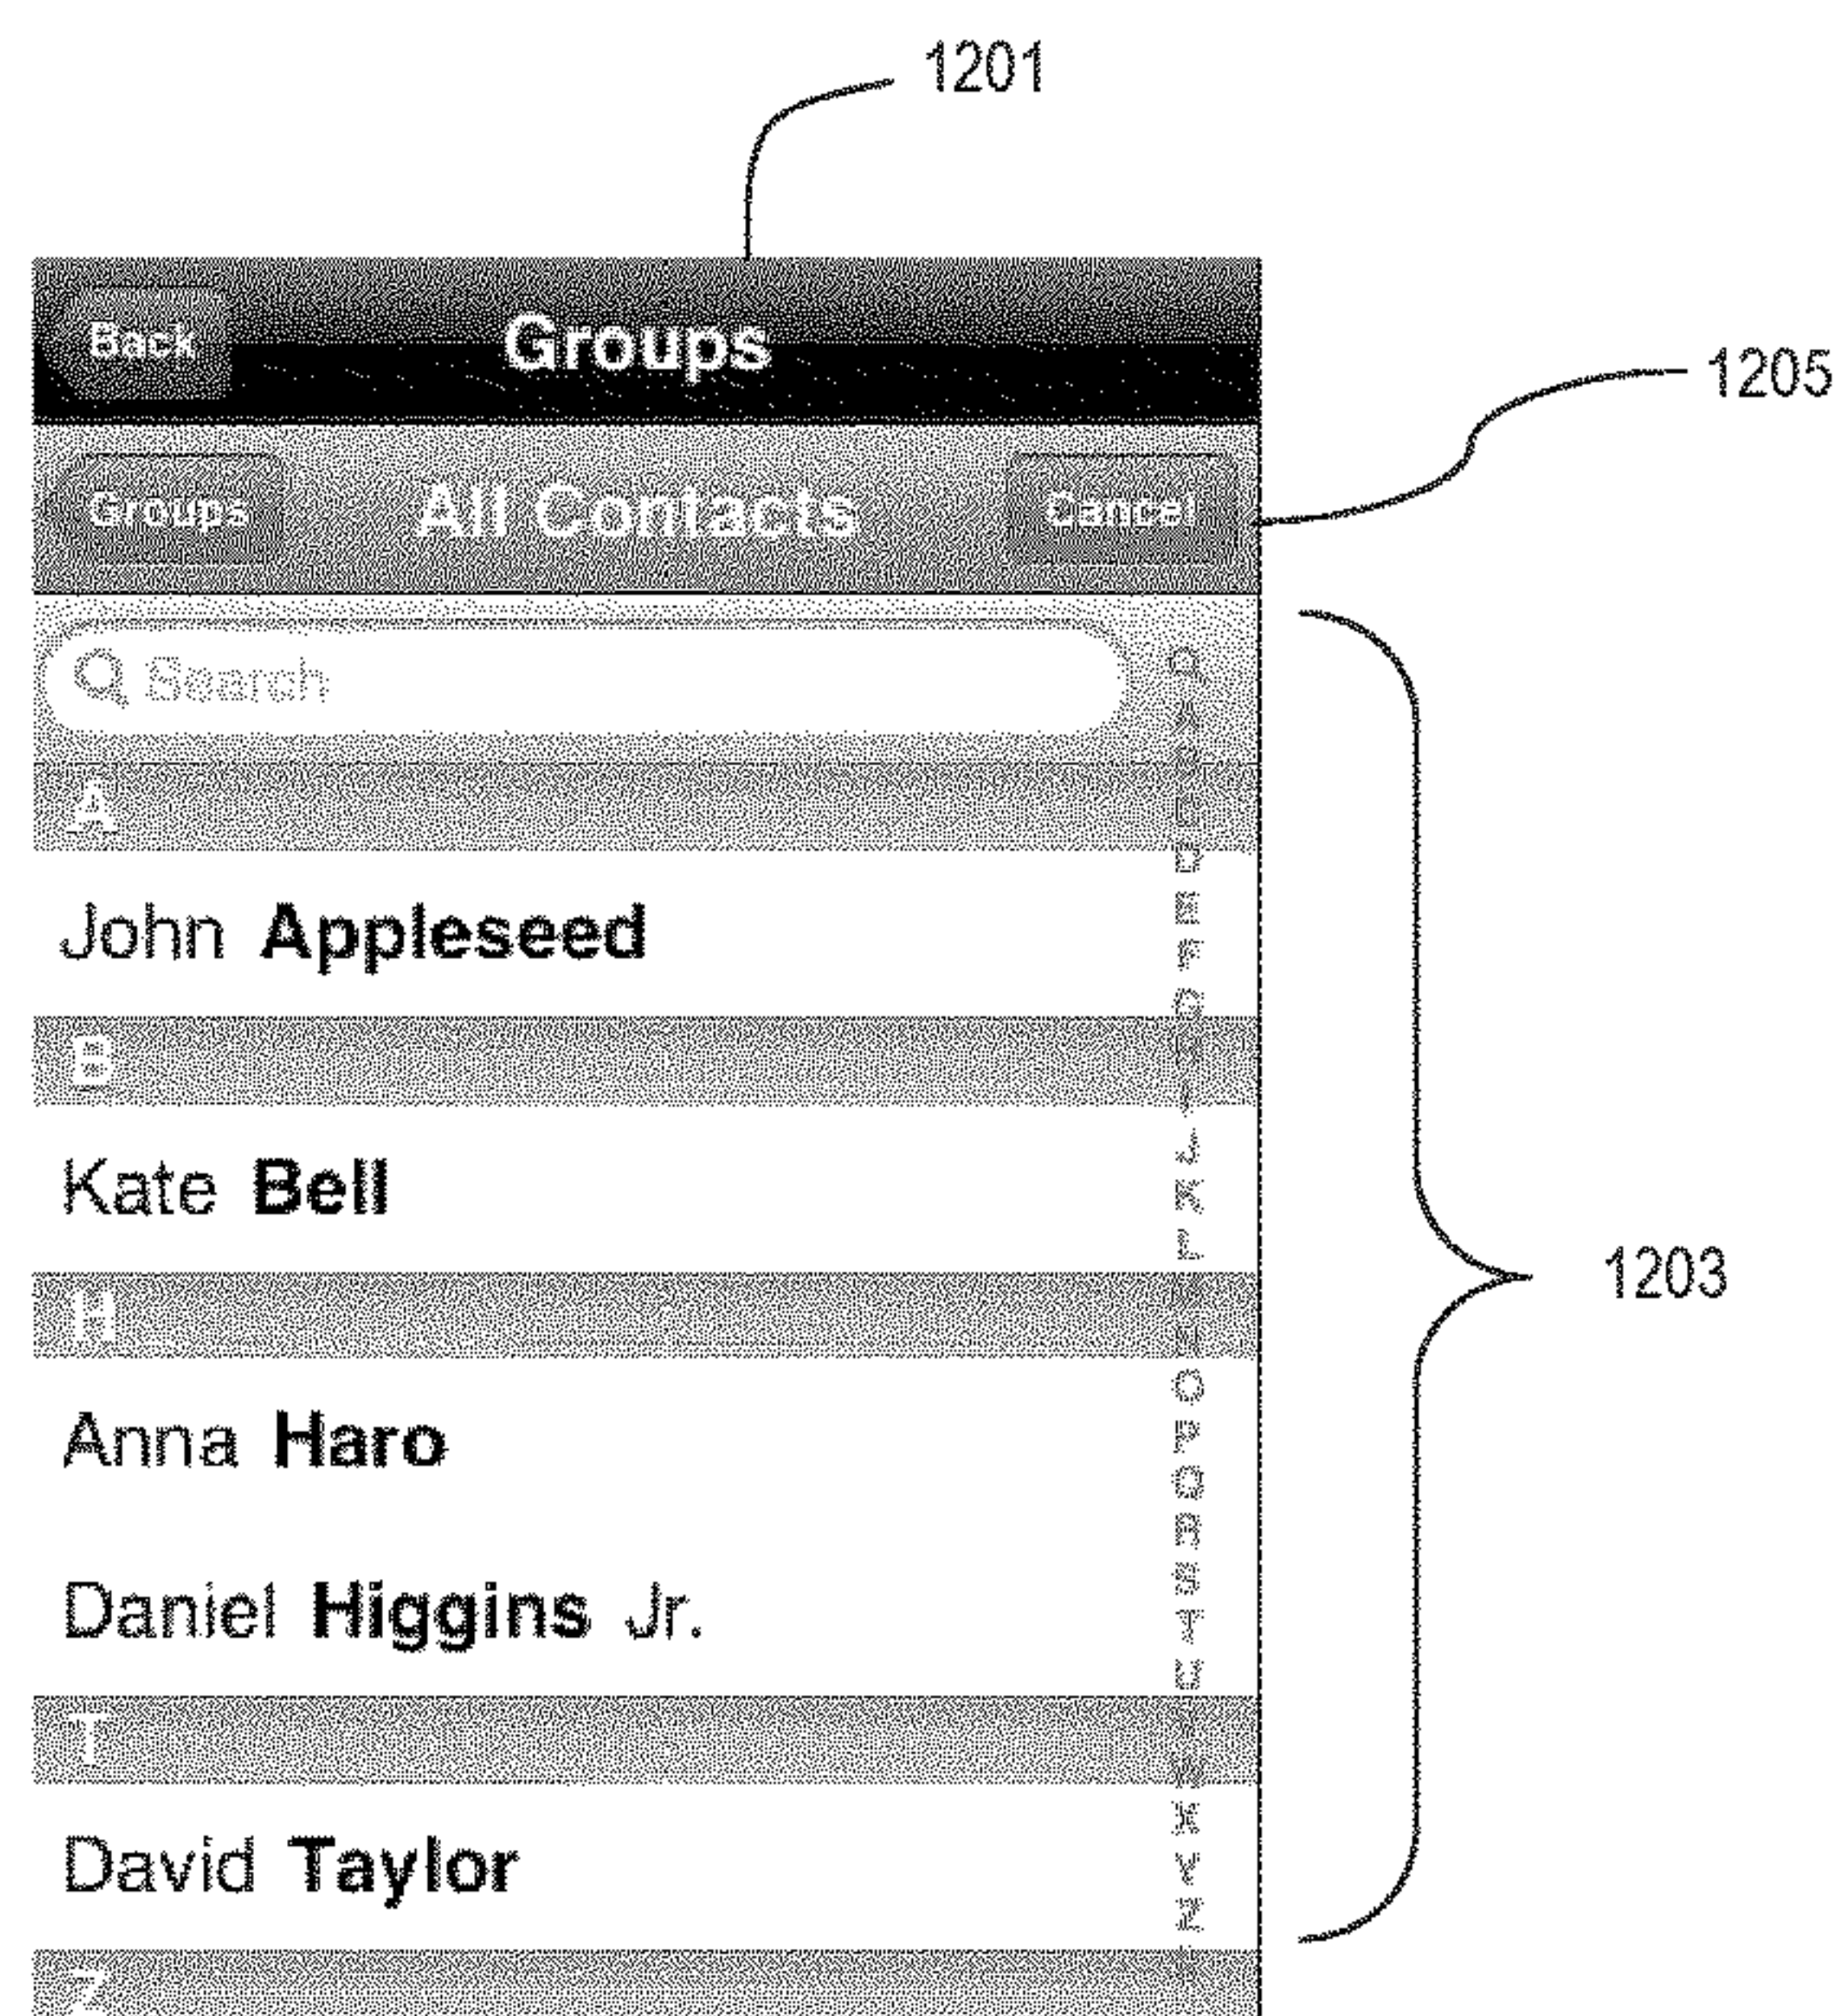 1201
Back Groups
1205
Groups All Contacts Cancel
Search
A
John Appleseed
B
Kate Bell
1203
H
Anna Haro
Daniel Higgins Jr.
T
David Taylor
Z